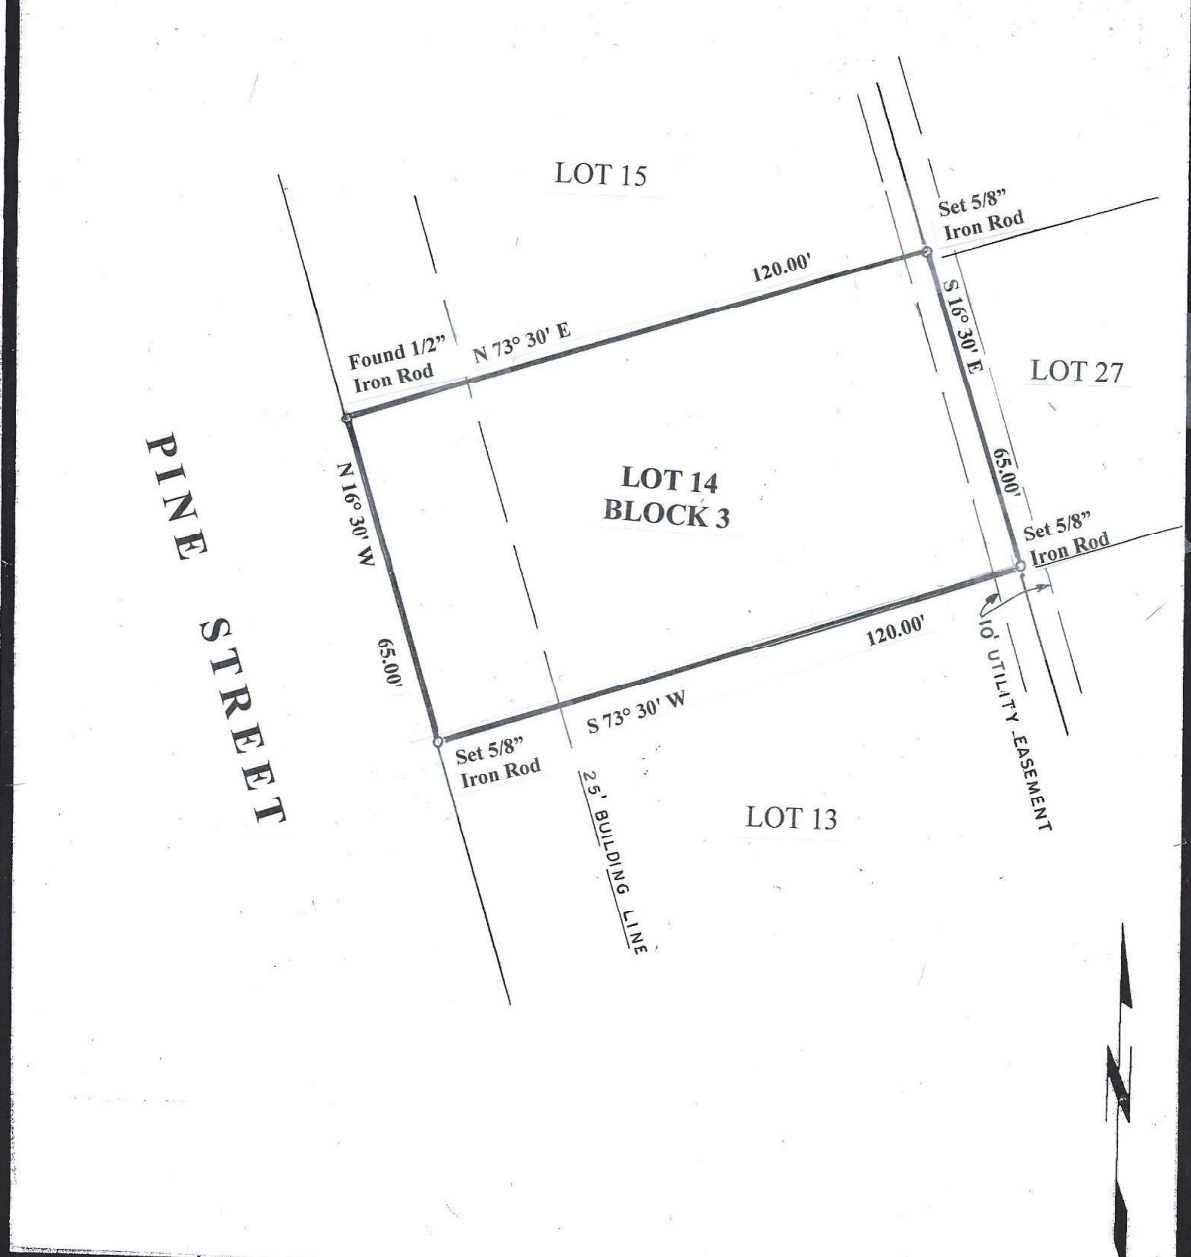 LOT 15
Set 5/8”
Iron Rod
120.00'
N 73° 30' E
Found 1/2”
Iron Rod
S 16° 30' E
65.00'
LOT 27
PINE STREET
N 16° 30' W
65.00'
LOT 14
BLOCK 3
Set 5/8”
Iron Rod
120.00'
S 73° 30' W
10' UTILITY EASEMENT
Set 5/8”
Iron Rod
25' BUILDING LINE
LOT 13
N